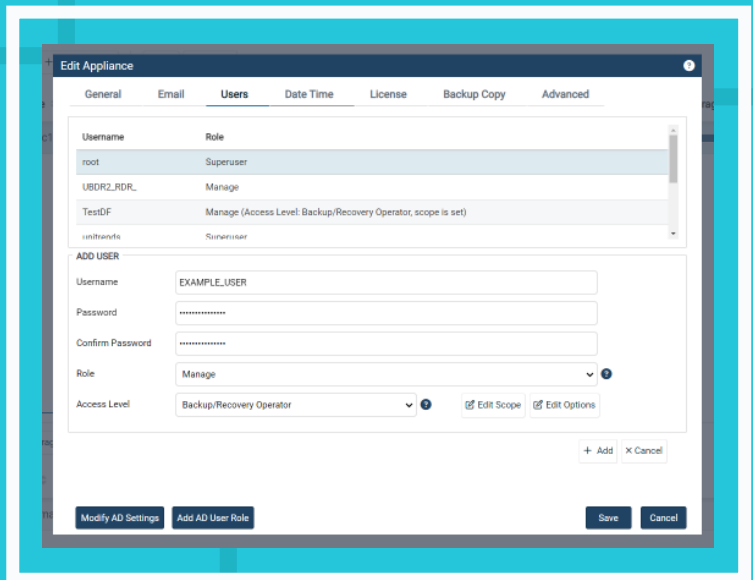 Edit Appliance ?
General Email Users Date Time License Backup Copy Advanced
Username Role
root Superuser
UBDR2_RDR_ Manage
TestDF Manage (Access Level: Backup/Recovery Operator, scope is set)
unitrends Superuser
ADD USER
Username EXAMPLE_USER
Password ••••••••••••••
Confirm Password ••••••••••••••
Role Manage ?
Access Level Backup/Recovery Operator ? Edit Scope Edit Options
+ Add × Cancel
Modify AD Settings Add AD User Role Save Cancel